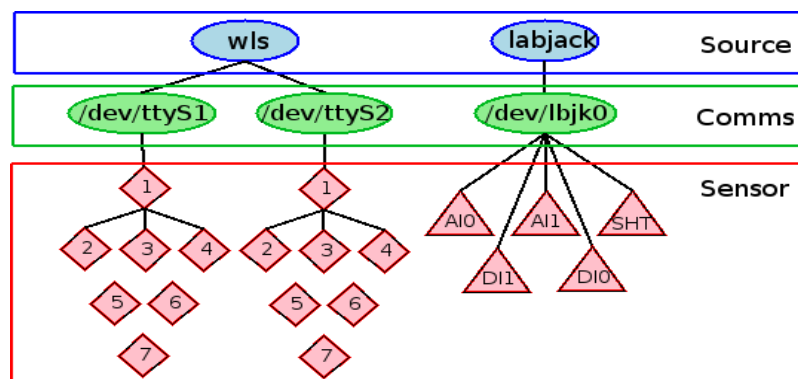 wls labjack Source
/dev/ttyS1 /dev/ttyS2 /dev/lbjk0 Comms
1 1 Sensor
AI0 AI1 SHT
2 3 4 2 3 4
DI1 DI0
5 6 5 6
7 7